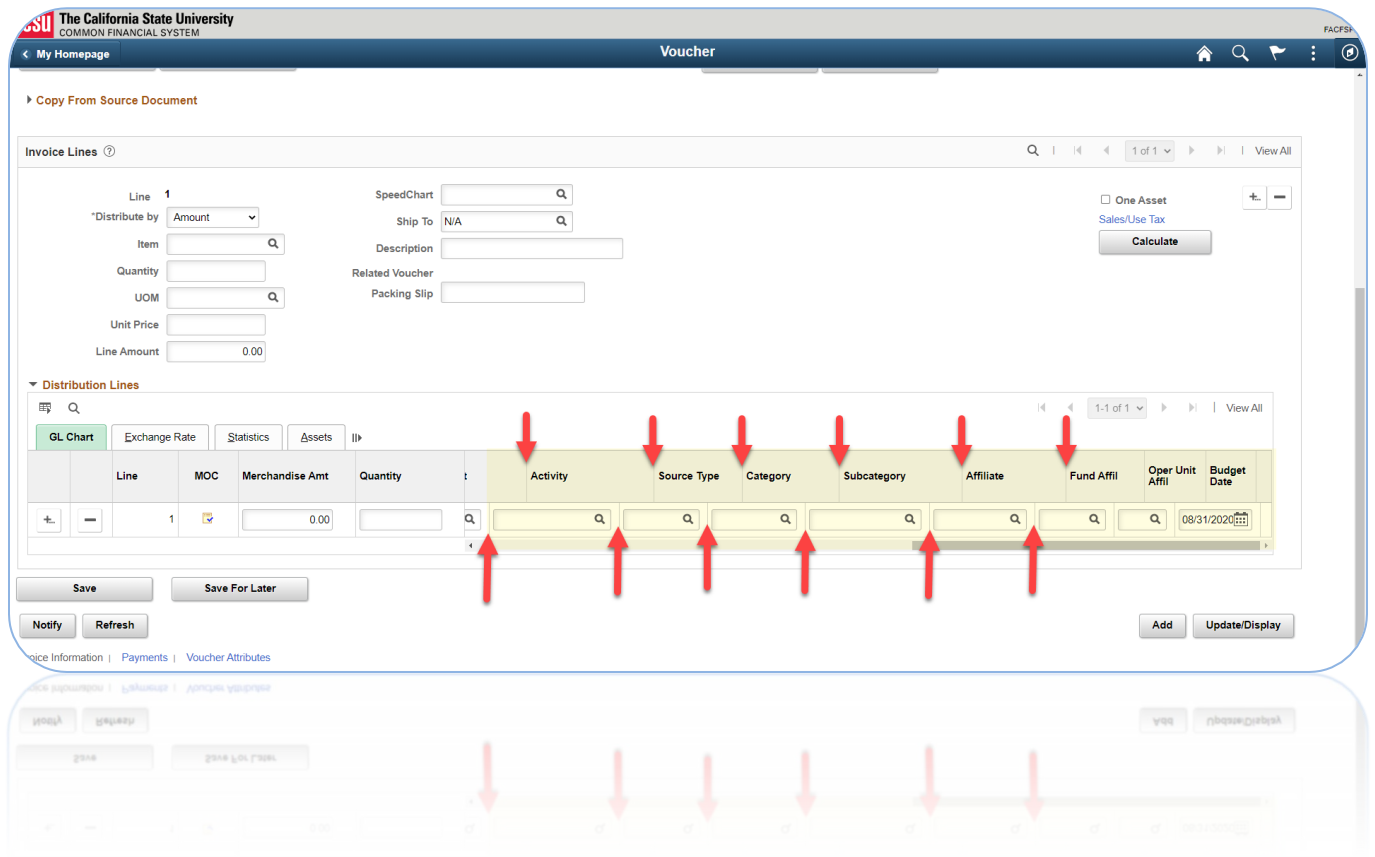 csu The California State University
COMMON FINANCIAL SYSTEM
FACFSP
My Homepage
Voucher
Copy From Source Document
Invoice Lines
1 of 1
View All
Line 1
*Distribute by Amount
Item
Quantity
UOM
Unit Price
Line Amount 0.00
SpeedChart
Ship To N/A
Description
Related Voucher
Packing Slip
One Asset
Sales/Use Tax
Calculate
Distribution Lines
1-1 of 1
View All
GL Chart Exchange Rate Statistics Assets
Line MOC Merchandise Amt Quantity t Activity Source Type Category Subcategory Affiliate Fund Affil Oper Unit Affil Budget Date
1 0.00 08/31/2020
Save Save For Later
Notify Refresh Add Update/Display
oice Information | Payments | Voucher Attributes